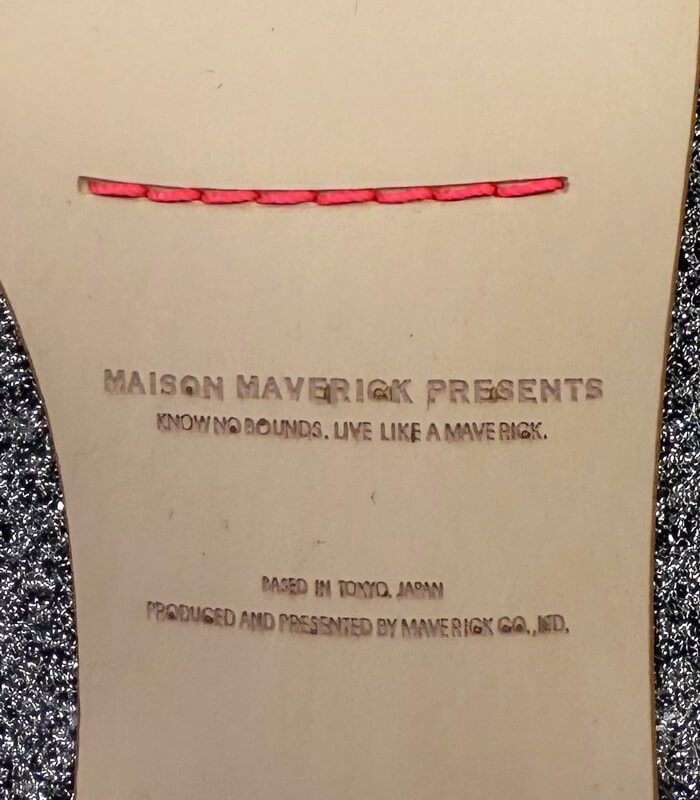 MAISON MAVERICK PRESENTS
KNOW NO BOUNDS. LIVE LIKE A MAVERICK.
BASED IN TOKYO, JAPAN
PRODUCED AND PRESENTED BY MAVERICK CO., LTD.